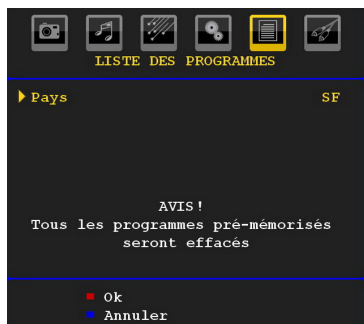 LISTE DES PROGRAMMES
Pays SF
AVIS!
Tous les programmes pré-mémorisés
seront effacés
Ok
Annuler